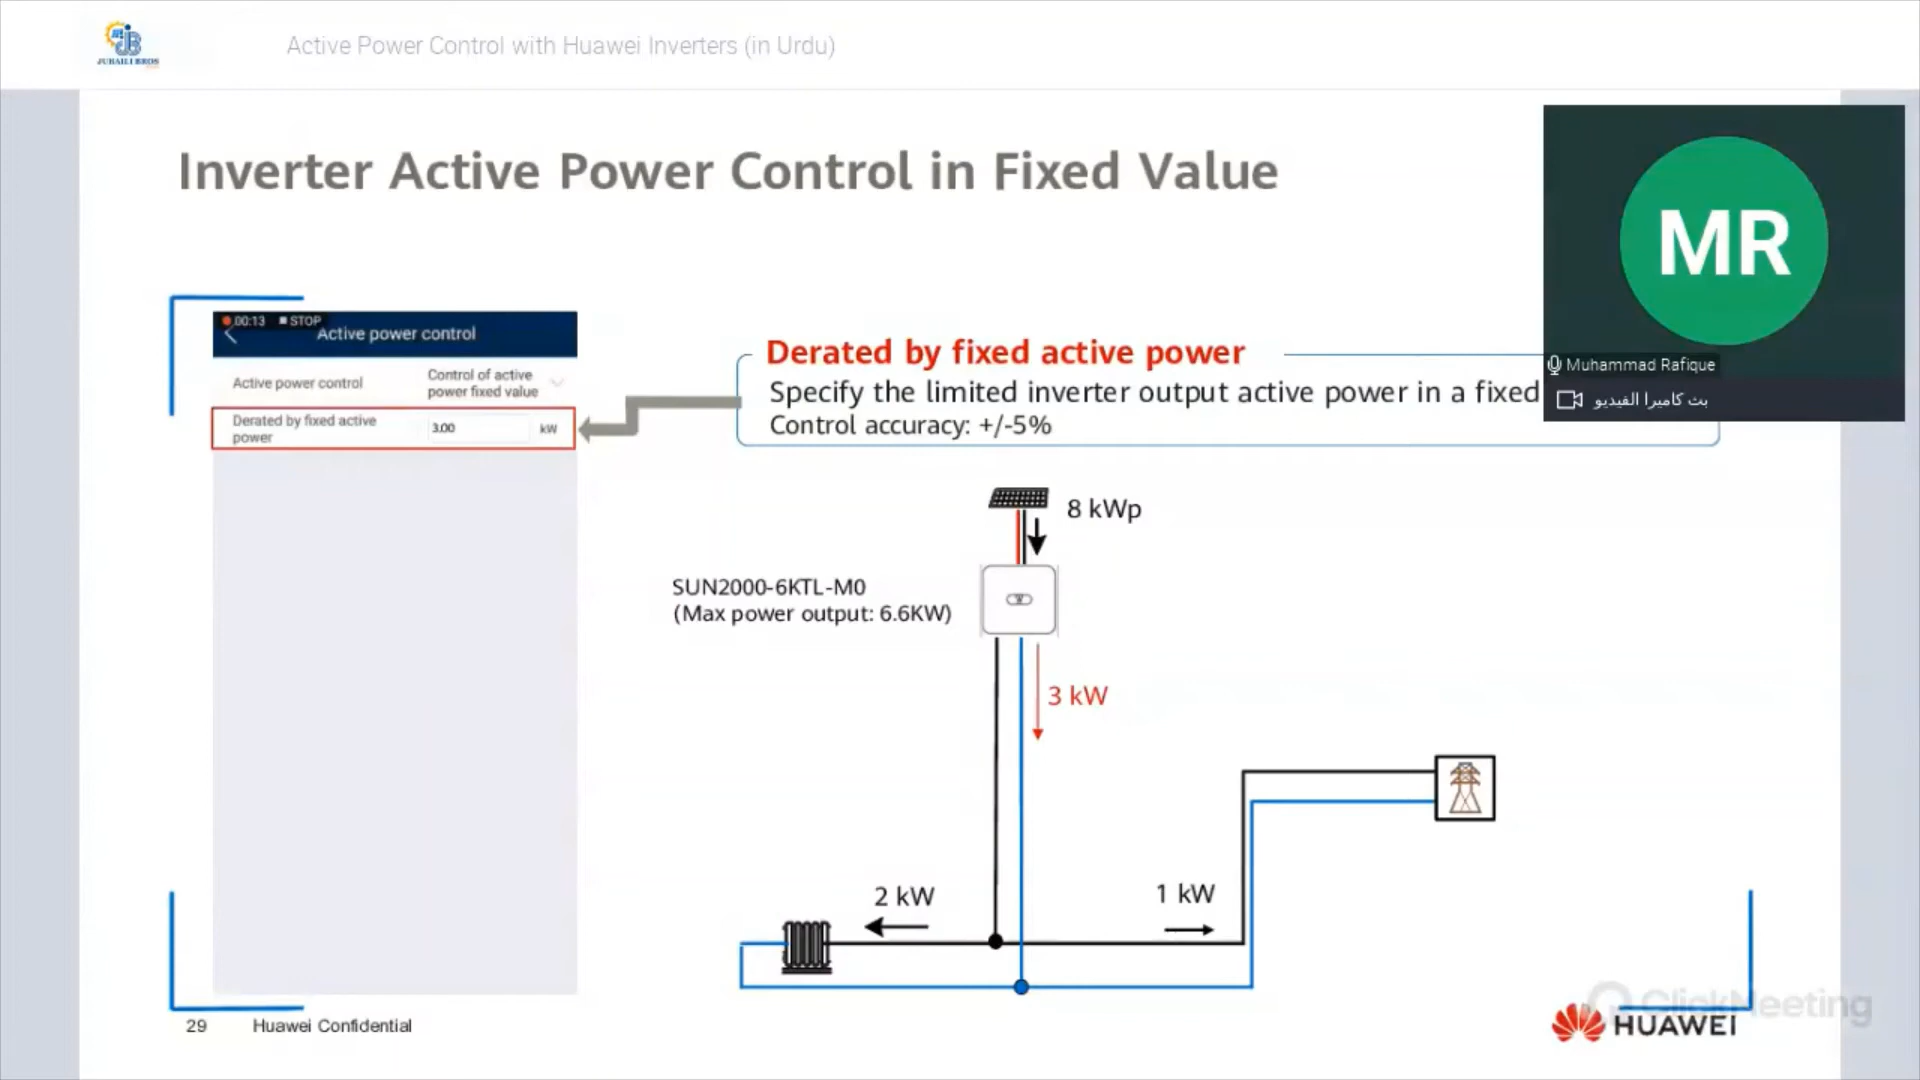 JUBAILI BROS
Active Power Control with Huawei Inverters (in Urdu)
Inverter Active Power Control in Fixed Value
MR
Muhammad Rafique
بث كاميرا الفيديو
00:13 STOP
Active power control
Active power control
Control of active
power fixed value
Derated by fixed active
power
3.00
kW
Derated by fixed active power
Specify the limited inverter output active power in a fixed
Control accuracy: +/-5%
8 kWp
SUN2000-6KTL-M0
(Max power output: 6.6KW)
3 kW
2 kW
1 kW
29
Huawei Confidential
ClickMeeting
HUAWEI